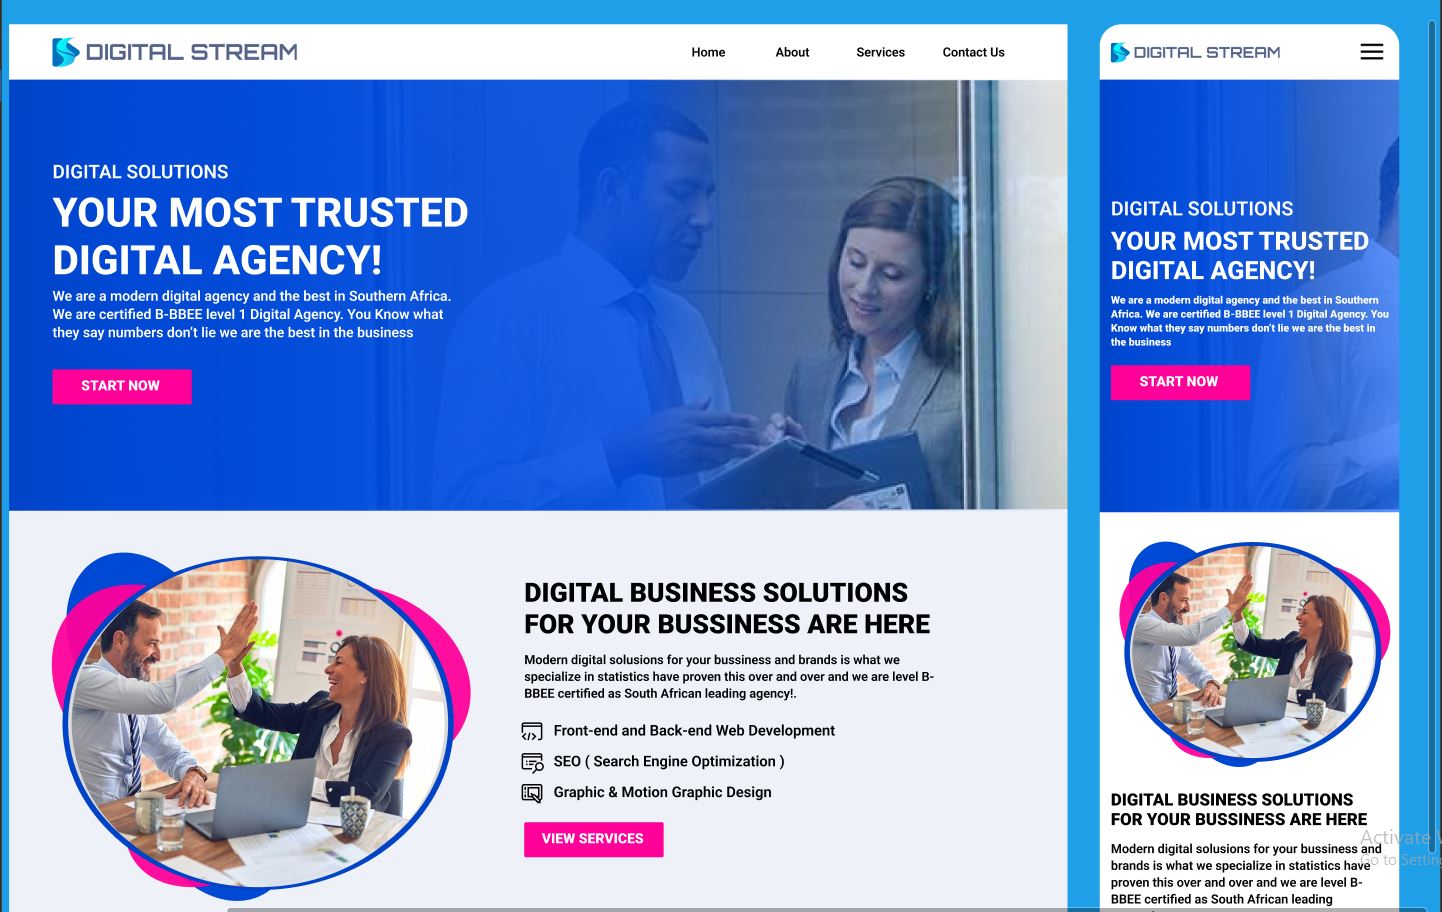 DIGITAL STREAM
Home
About
Services
Contact Us
DIGITAL SOLUTIONS
YOUR MOST TRUSTED
DIGITAL AGENCY!
We are a modern digital agency and the best in Southern Africa.
We are certified B-BBEE level 1 Digital Agency. You Know what
they say numbers don’t lie we are the best in the business
START NOW
DIGITAL BUSINESS SOLUTIONS
FOR YOUR BUSSINESS ARE HERE
Modern digital solusions for your bussiness and brands is what we
specialize in statistics have proven this over and over and we are level B-
BBEE certified as South African leading agency!.
Front-end and Back-end Web Development
SEO ( Search Engine Optimization )
Graphic & Motion Graphic Design
VIEW SERVICES
DIGITAL STREAM
DIGITAL SOLUTIONS
YOUR MOST TRUSTED
DIGITAL AGENCY!
We are a modern digital agency and the best in Southern
Africa. We are certified B-BBEE level 1 Digital Agency. You
Know what they say numbers don’t lie we are the best in
the business
START NOW
DIGITAL BUSINESS SOLUTIONS
FOR YOUR BUSSINESS ARE HERE
Modern digital solusions for your bussiness and
brands is what we specialize in statistics have
proven this over and over and we are level B-
BBEE certified as South African leading
Activate W
Go to Setting